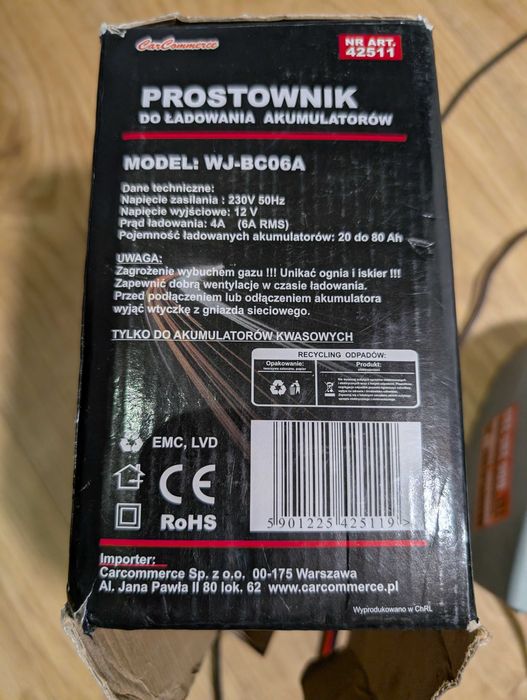 CarCommerce
NR ART.
42511
PROSTOWNIK
DO ŁADOWANIA AKUMULATORÓW
MODEL: WJ-BC06A
Dane techniczne:
Napięcie zasilania : 230V 50Hz
Napięcie wyjściowe: 12 V
Prąd ładowania: 4A (6A RMS)
Pojemność ładowanych akumulatorów: 20 do 80 Ah
UWAGA:
Zagrożenie wybuchem gazu !!! Unikać ognia i iskier !!!
Zapewnić dobrą wentylacje w czasie ładowania.
Przed podłączeniem lub odłączeniem akumulatora
wyjąć wtyczkę z gniazda sieciowego.
TYLKO DO AKUMULATORÓW KWASOWYCH
RECYCLING ODPADÓW:
Opakowanie:
Produkt:
EMC, LVD
CE
RoHS
5 901225 425119 >
Importer:
Carcommerce Sp. z o.o. 00-175 Warszawa
Al. Jana Pawła II 80 lok. 62 www.carcommerce.pl
Wyprodukowano w ChRL